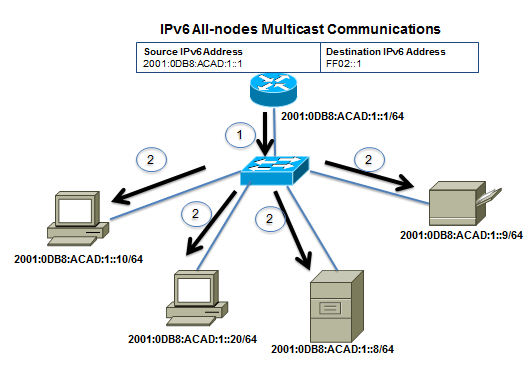 IPv6 All-nodes Multicast Communications
Source IPv6 Address
2001:0DB8:ACAD:1::1
Destination IPv6 Address
FF02::1
2001:0DB8:ACAD:1::1/64
1
2
2
2
2
2001:0DB8:ACAD:1::9/64
2001:0DB8:ACAD:1::10/64
2001:0DB8:ACAD:1::20/64
2001:0DB8:ACAD:1::8/64